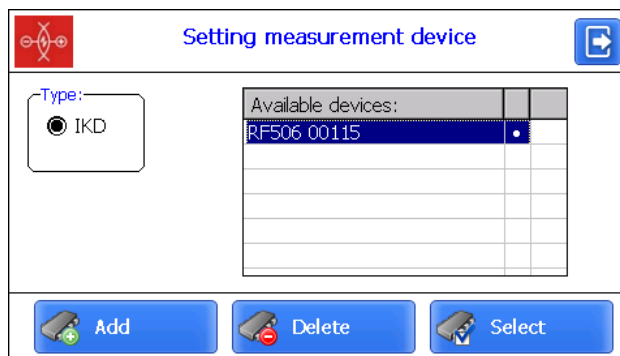 Setting measurement device
Type:
IKD
Available devices:
RF506 00115
Add
Delete
Select